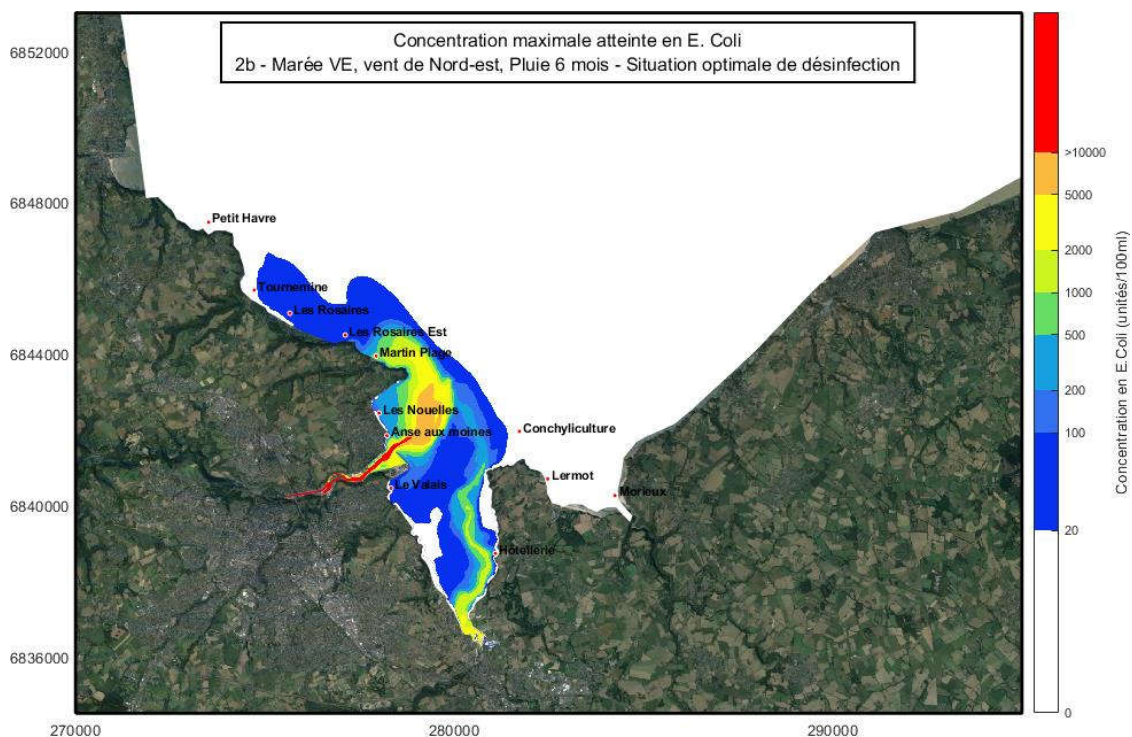 Concentration maximale atteinte en E. Coli
2b - Marée VE, vent de Nord-est, Pluie 6 mois - Situation optimale de désinfection
6852000
6848000
6844000
6840000
6836000
270000
280000
290000
Petit Havre
Tournemine
Les Rosaires
Les Rosaires Est
Martin Plage
Les Nouelles
Anse aux moines
Conchyliculture
Le Valais
Lermot
Morieux
Hôtellerie
>10000
5000
2000
1000
500
200
100
20
0
Concentration en E.Coli (unités/100ml)